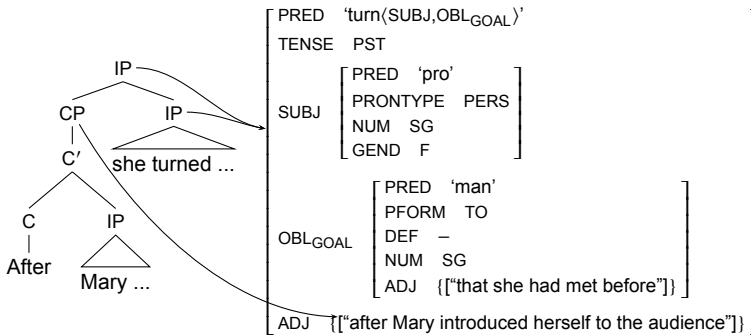 IP
CP IP
C′ she turned ...
C IP
After Mary ...
PRED ‘turn⟨SUBJ,OBL_GOAL⟩’
TENSE PST
SUBJ
PRED ‘pro’
PRONTYPE PERS
NUM SG
GEND F
OBL_GOAL
PRED ‘man’
PFORM TO
DEF –
NUM SG
ADJ {[“that she had met before”]}
ADJ {[“after Mary introduced herself to the audience”]}